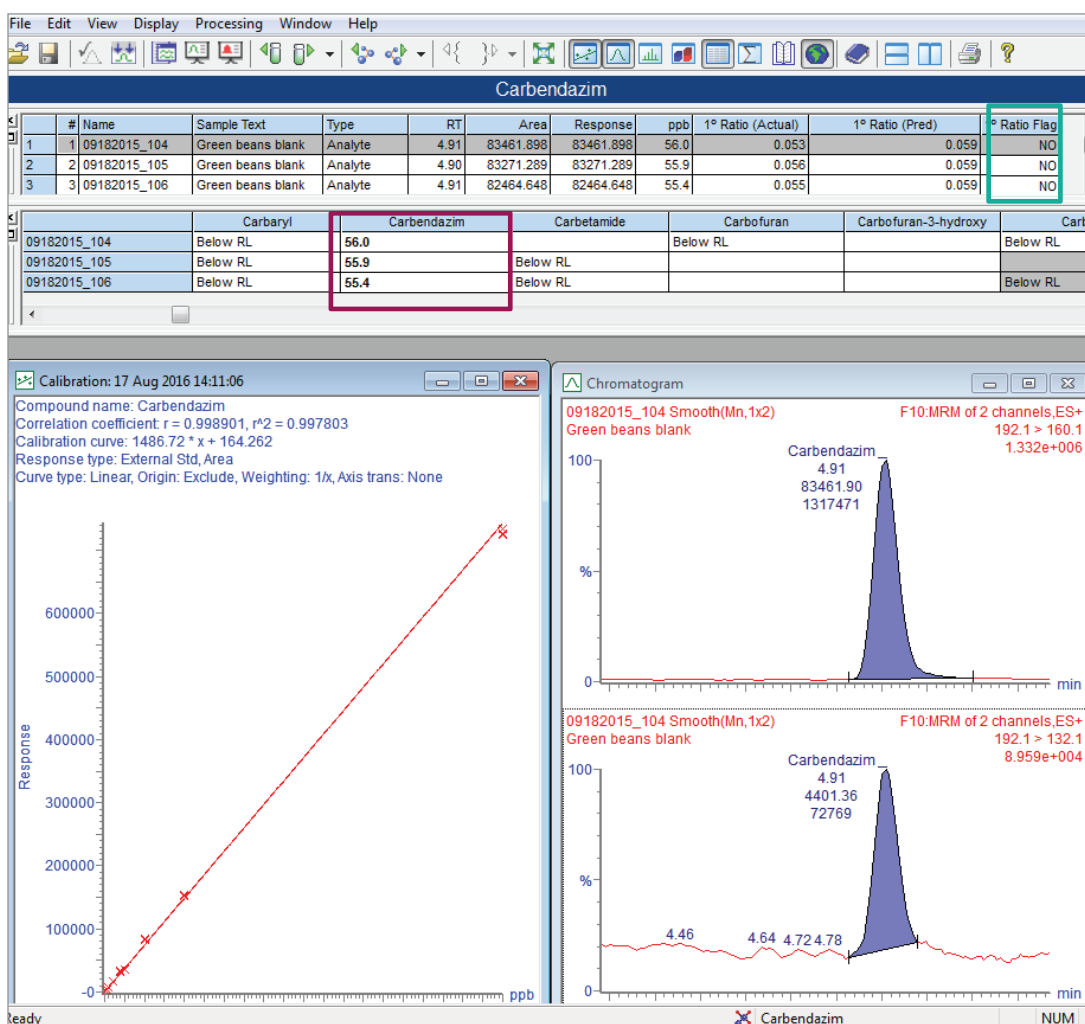 File Edit View Display Processing Window Help
Carbendazim
# Name Sample Text Type RT Area Response ppb 1º Ratio (Actual) 1º Ratio (Pred) º Ratio Flag
1 1 09182015_104 Green beans blank Analyte 4.91 83461.898 83461.898 56.0 0.053 0.059 NO
2 2 09182015_105 Green beans blank Analyte 4.90 83271.289 83271.289 55.9 0.056 0.059 NO
3 3 09182015_106 Green beans blank Analyte 4.91 82464.648 82464.648 55.4 0.055 0.059 NO
Carbaryl Carbendazim Carbetamide Carbofuran Carbofuran-3-hydroxy Cart
09182015_104 Below RL 56.0 Below RL Below RL
09182015_105 Below RL 55.9 Below RL
09182015_106 Below RL 55.4 Below RL Below RL
Calibration: 17 Aug 2016 14:11:06
Compound name: Carbendazim
Correlation coefficient: r = 0.998901, r^2 = 0.997803
Calibration curve: 1486.72 * x + 164.262
Response type: External Std, Area
Curve type: Linear, Origin: Exclude, Weighting: 1/x, Axis trans: None
600000
500000
400000
300000
200000
100000
-0
Response
ppb
Chromatogram
09182015_104 Smooth(Mn,1x2) F10:MRM of 2 channels,ES+
Green beans blank 192.1 > 160.1
1.332e+006
Carbendazim
4.91
83461.90
1317471
100
%
0
min
09182015_104 Smooth(Mn,1x2) F10:MRM of 2 channels,ES+
Green beans blank 192.1 > 132.1
8.959e+004
Carbendazim
4.91
4401.36
72769
100
%
4.46 4.64 4.72 4.78
0
min
Ready Carbendazim NUM